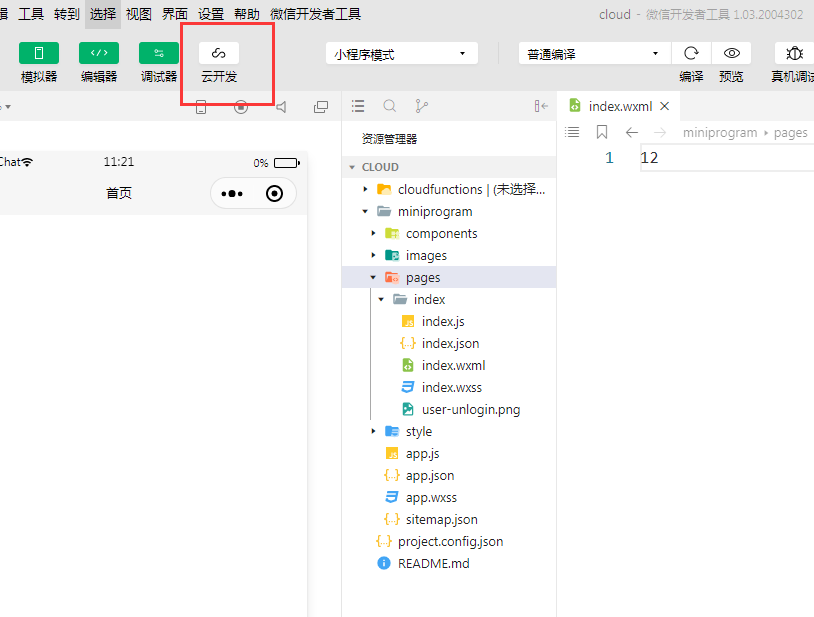 工具 转到 选择 视图 界面 设置 帮助 微信开发者工具 cloud - 微信开发者工具 1.03.2004302
小程序模式 普通编译
模拟器 编辑器 调试器 云开发 编译 预览 真机调试
index.wxml
资源管理器
miniprogram pages
Chat 11:21 0%
1 12
CLOUD
首页
cloudfunctions | (未选择...
miniprogram
components
images
pages
index
index.js
index.json
index.wxml
index.wxss
user-unlogin.png
style
app.js
app.json
app.wxss
sitemap.json
project.config.json
README.md